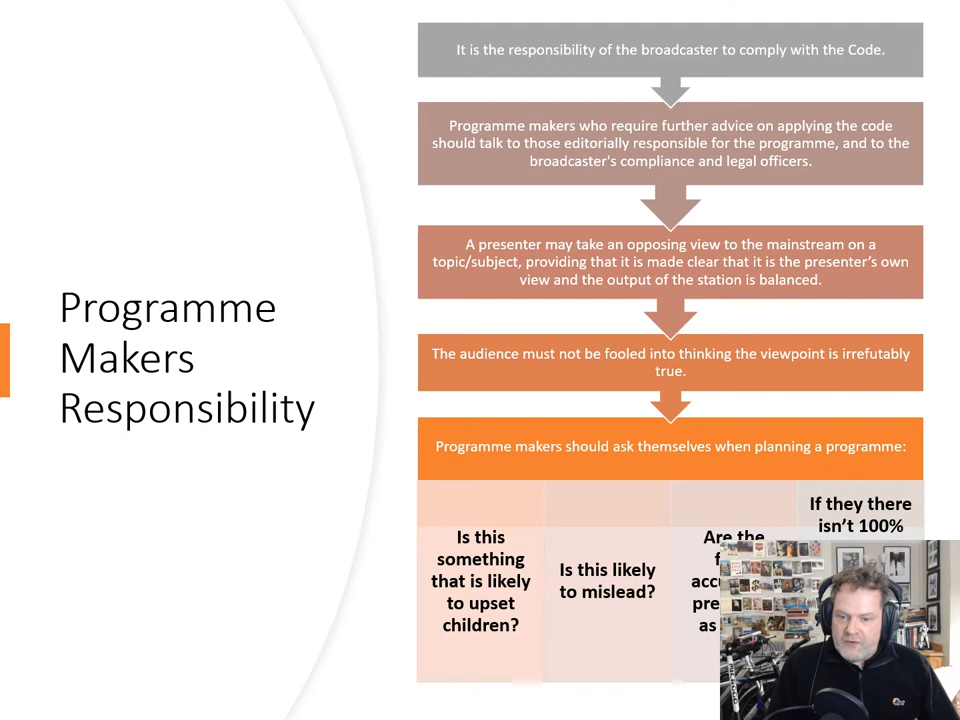 Programme
Makers
Responsibility
It is the responsibility of the broadcaster to comply with the Code.
Programme makers who require further advice on applying the code
should talk to those editorially responsible for the programme, and to the
broadcaster's compliance and legal officers.
A presenter may take an opposing view to the mainstream on a
topic/subject, providing that it is made clear that it is the presenter's own
view and the output of the station is balanced.
The audience must not be fooled into thinking the viewpoint is irrefutably
true.
Programme makers should ask themselves when planning a programme:
Is this
something
that is likely
to upset
children?
Is this likely
to mislead?
Are the
as
If they there
isn't 100%